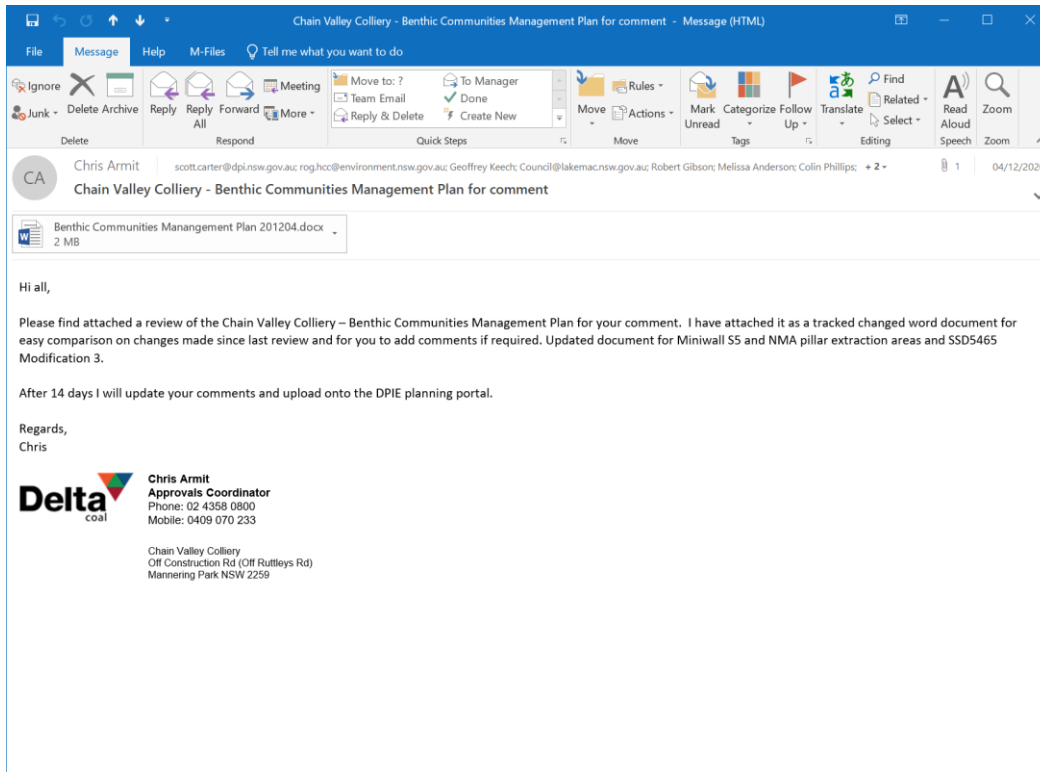 Chain Valley Colliery - Benthic Communities Management Plan for comment - Message (HTML)
File Message Help M-Files Tell me what you want to do
Ignore
Junk
Delete Archive
Delete
Reply Reply All Forward
Meeting
More
Respond
Move to: ?
Team Email
Reply & Delete
To Manager
Done
Create New
Quick Steps
Move
Rules
Actions
Move
Mark Unread Categorize Follow Up
Tags
Translate
Find
Related
Select
Editing
Read Aloud
Speech
Zoom
Zoom
CA
Chris Armit scott.carter@dpi.nsw.gov.au; rog.hcc@environment.nsw.gov.au; Geoffrey Keech; Council@lakemac.nsw.gov.au; Robert Gibson; Melissa Anderson; Colin Phillips; + 2 1 04/12/202
Chain Valley Colliery - Benthic Communities Management Plan for comment
Benthic Communities Manangement Plan 201204.docx
2 MB
Hi all,
Please find attached a review of the Chain Valley Colliery – Benthic Communities Management Plan for your comment.  I have attached it as a tracked changed word document for
easy comparison on changes made since last review and for you to add comments if required. Updated document for Miniwall S5 and NMA pillar extraction areas and SSD5465
Modification 3.
After 14 days I will update your comments and upload onto the DPIE planning portal.
Regards,
Chris
Delta
coal
Chris Armit
Approvals Coordinator
Phone: 02 4358 0800
Mobile: 0409 070 233
Chain Valley Colliery
Off Construction Rd (Off Ruttleys Rd)
Mannering Park NSW 2259